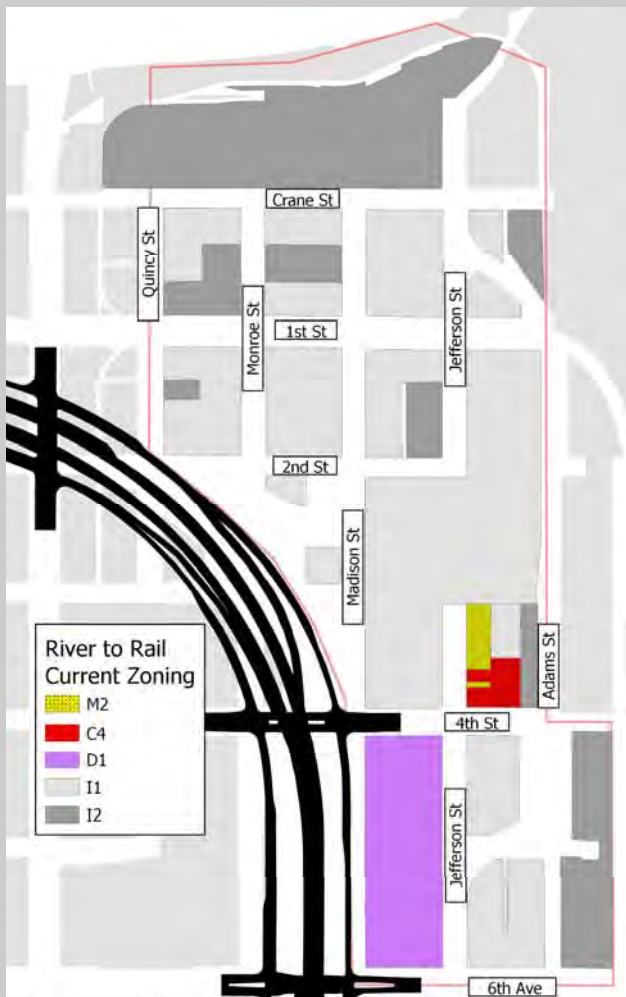 Crane St
Quincy St
Monroe St
Jefferson St
1st St
2nd St
Madison St
River to Rail
Current Zoning
M2
C4
D1
I1
I2
Adams St
4th St
Jefferson St
6th Ave